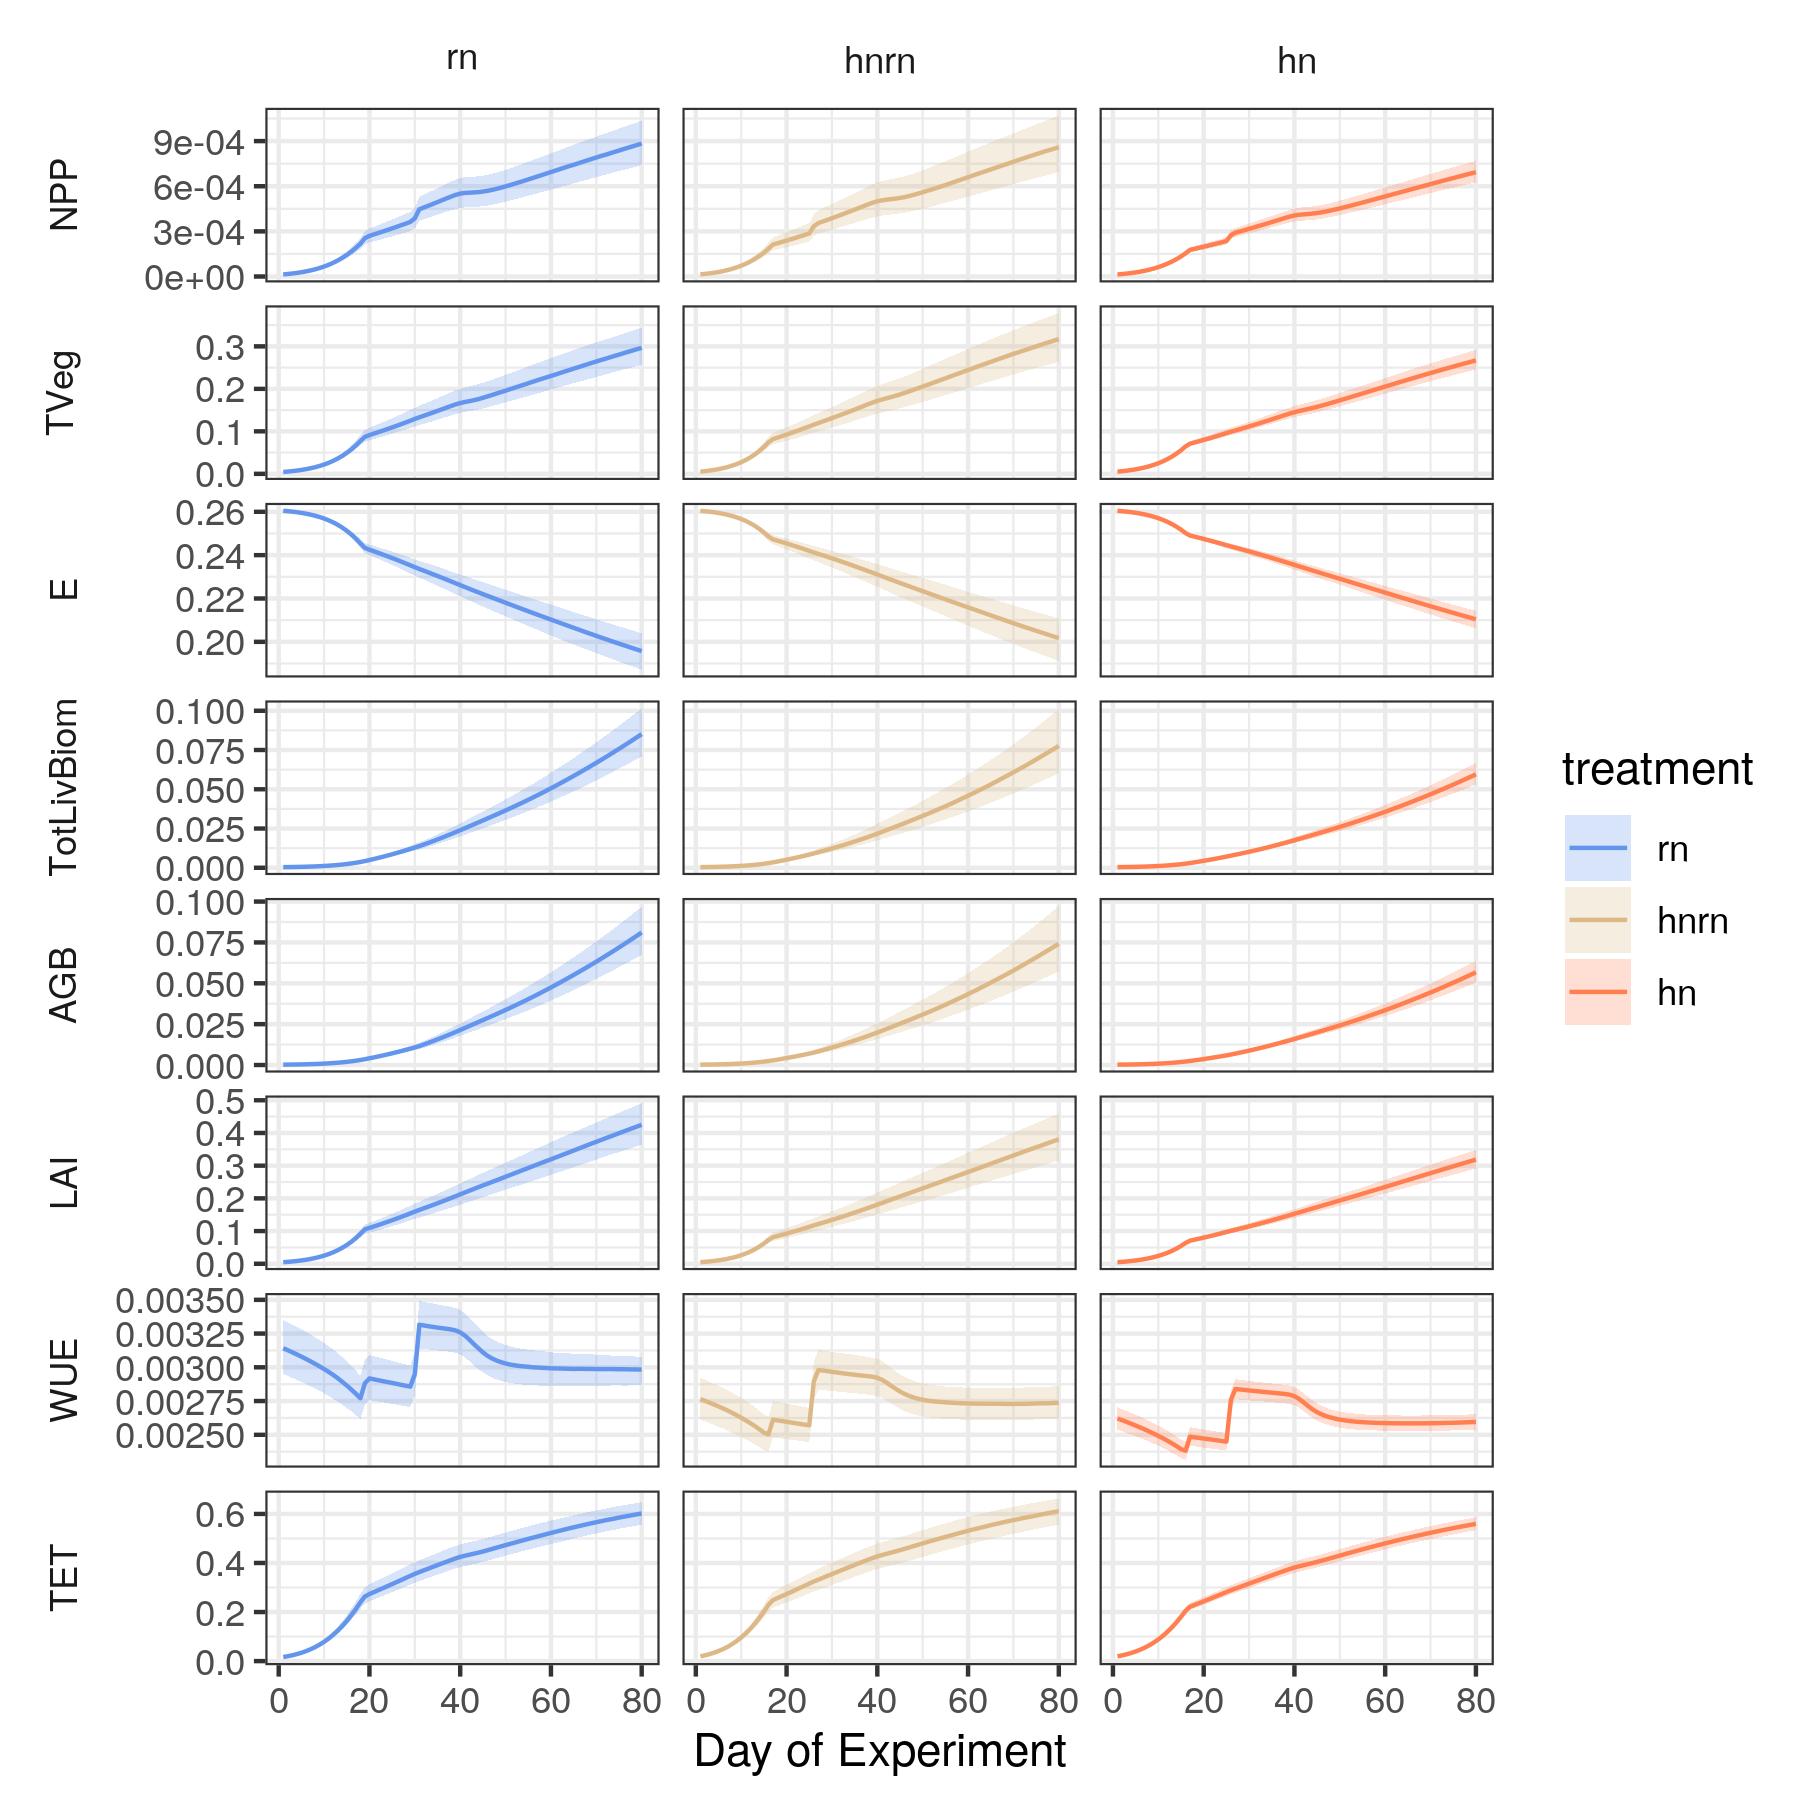 rn hnrn hn
NPP
9e-04
6e-04
3e-04
0e+00
TVeg
0.3
0.2
0.1
0.0
E
0.26
0.24
0.22
0.20
TotLivBiom
0.100
0.075
0.050
0.025
0.000
AGB
0.100
0.075
0.050
0.025
0.000
LAI
0.5
0.4
0.3
0.2
0.1
0.0
WUE
0.00350
0.00325
0.00300
0.00275
0.00250
TET
0.6
0.4
0.2
0.0
0 20 40 60 80 0 20 40 60 80 0 20 40 60 80
Day of Experiment
treatment
rn
hnrn
hn